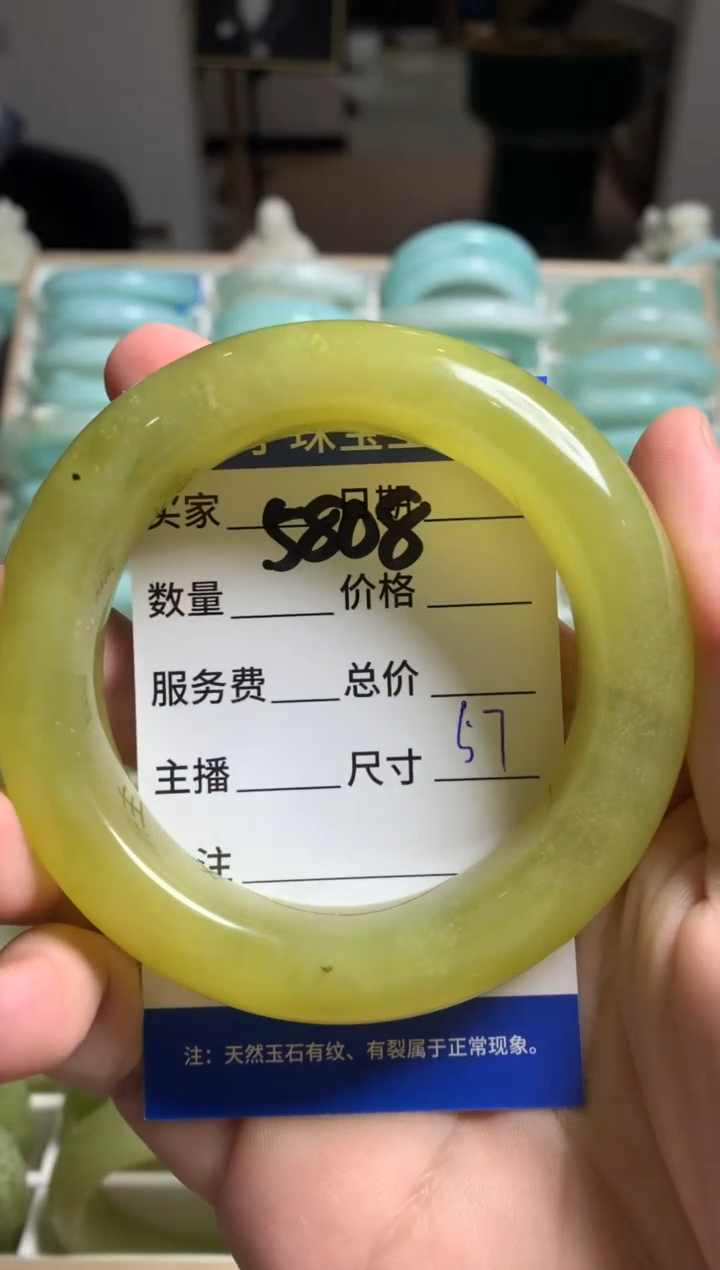 珠宝
买家 日期
5808
数量 价格
服务费 总价
57
主播 尺寸
注
注：天然玉石有纹、有裂属于正常现象。